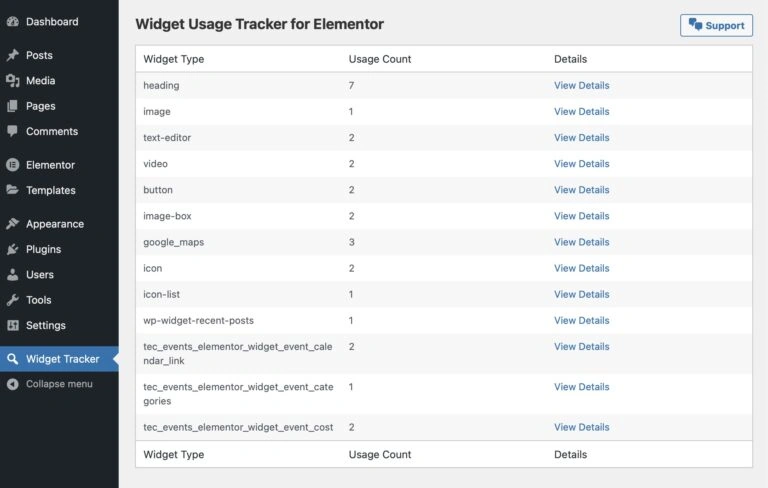 Dashboard
Posts
Media
Pages
Comments
Elementor
Templates
Appearance
Plugins
Users
Tools
Settings
Widget Tracker
Collapse menu
Widget Usage Tracker for Elementor
Support
Widget Type Usage Count Details
heading 7 View Details
image 1 View Details
text-editor 2 View Details
video 2 View Details
button 2 View Details
image-box 2 View Details
google_maps 3 View Details
icon 2 View Details
icon-list 1 View Details
wp-widget-recent-posts 1 View Details
tec_events_elementor_widget_event_cale 2 View Details
ndar_link
tec_events_elementor_widget_event_cate 1 View Details
gories
tec_events_elementor_widget_event_cost 2 View Details
Widget Type Usage Count Details